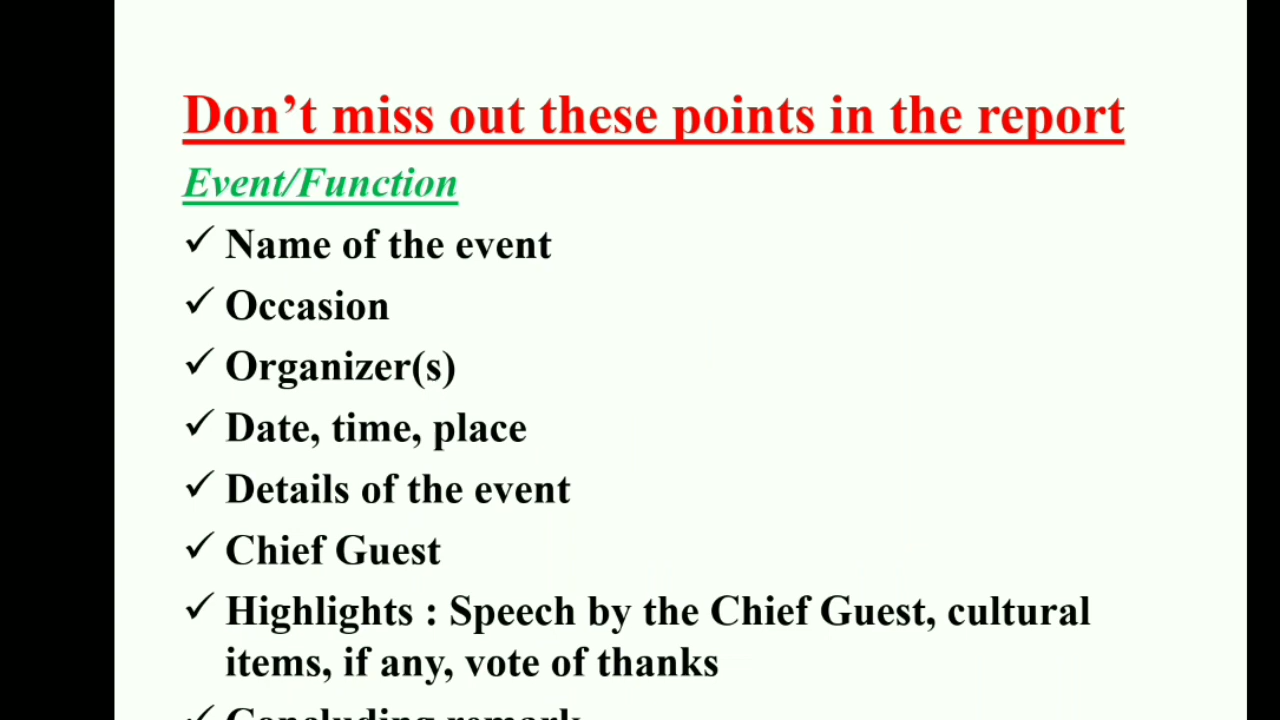 Don't miss out these points in the report
Event/Function
✓ Name of the event
✓ Occasion
✓ Organizer(s)
✓ Date, time, place
✓ Details of the event
✓ Chief Guest
✓ Highlights : Speech by the Chief Guest, cultural
items, if any, vote of thanks
✓ Concluding remark